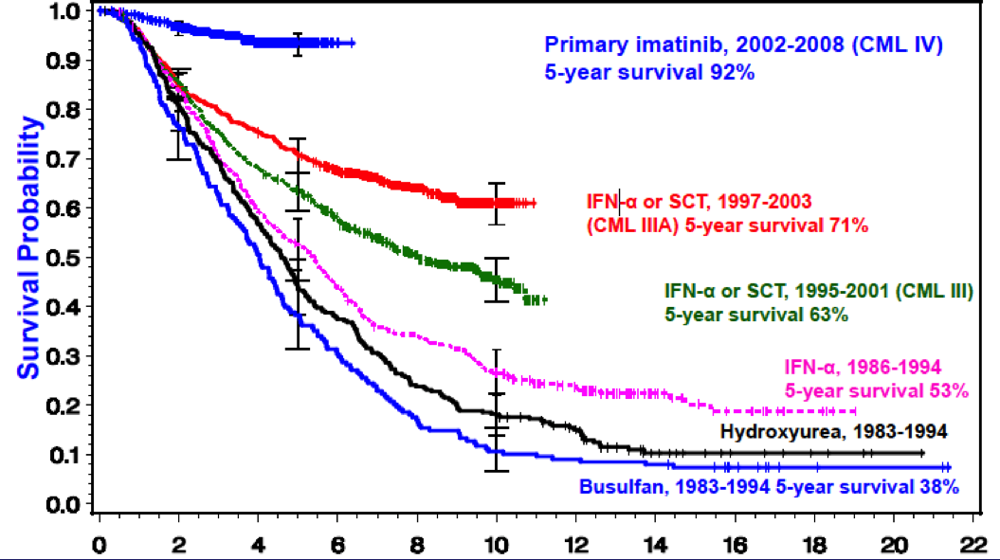 1.0
0.9
0.8
0.7
0.6
0.5
0.4
0.3
0.2
0.1
0.0
Survival Probability
Primary imatinib, 2002-2008 (CML IV)
5-year survival 92%
IFN-α or SCT, 1997-2003
(CML IIIA) 5-year survival 71%
IFN-α or SCT, 1995-2001 (CML III)
5-year survival 63%
IFN-α, 1986-1994
5-year survival 53%
Hydroxyurea, 1983-1994
Busulfan, 1983-1994 5-year survival 38%
0 2 4 6 8 10 12 14 16 18 20 22